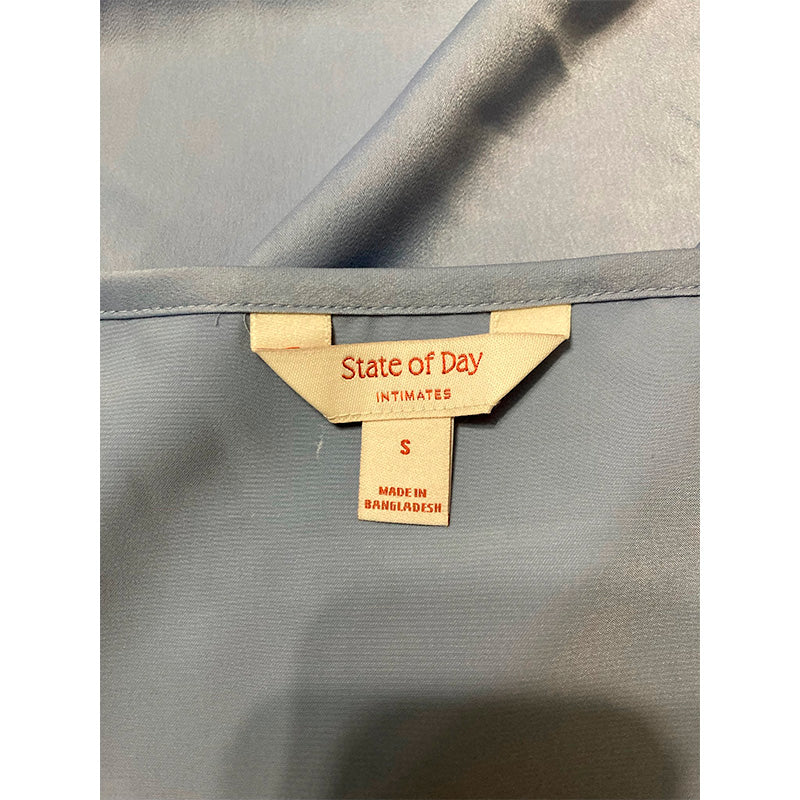 State of Day
INTIMATES
S
MADE IN
BANGLADESH